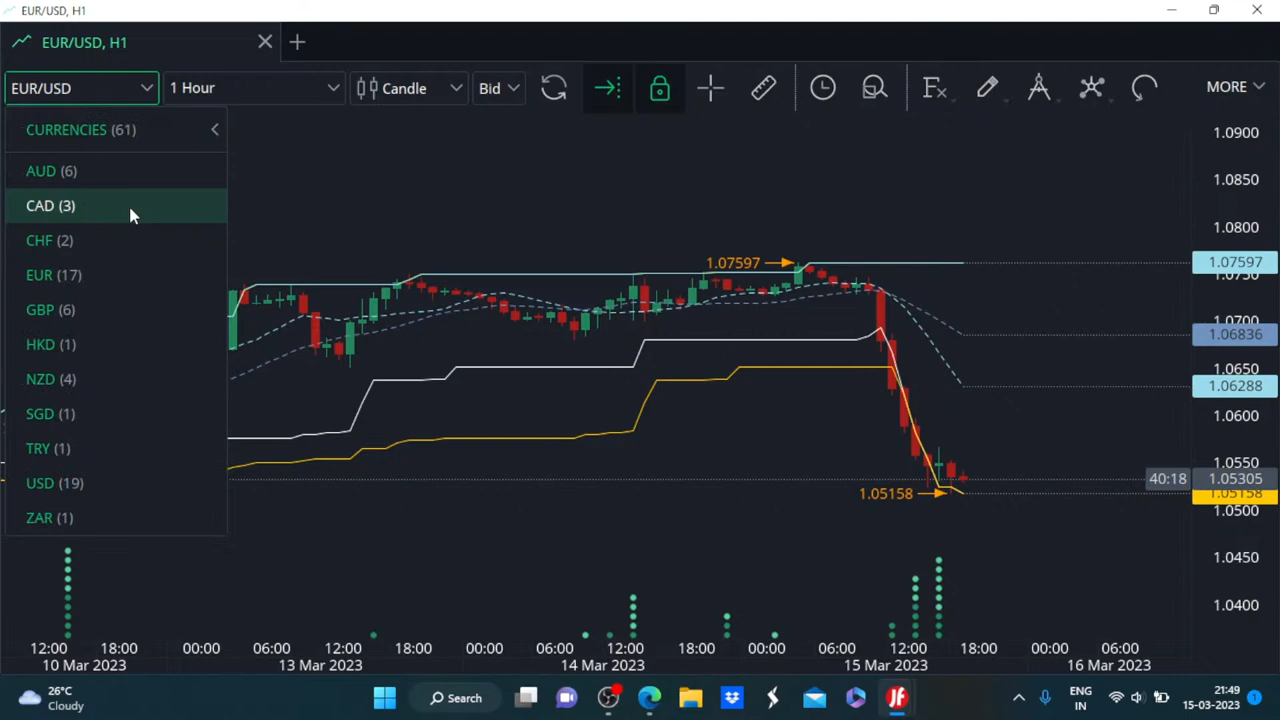 EUR/USD, H1
EUR/USD, H1
EUR/USD
1 Hour
Candle
Bid
MORE
CURRENCIES (61)
AUD (6)
CAD (3)
CHF (2)
EUR (17)
GBP (6)
HKD (1)
NZD (4)
SGD (1)
TRY (1)
USD (19)
ZAR (1)
1.07597
1.05158
40:18
1.0900
1.0850
1.0800
1.07597
1.0750
1.0700
1.06836
1.0650
1.06288
1.0600
1.0550
1.05305
1.05158
1.0500
1.0450
1.0400
12:00 18:00 00:00 06:00 12:00 18:00 00:00 06:00 12:00 18:00 00:00 06:00 12:00 18:00 00:00 06:00
10 Mar 2023 13 Mar 2023 14 Mar 2023 15 Mar 2023 16 Mar 2023
26°C
Cloudy
Search
ENG
IN
21:49
15-03-2023
1